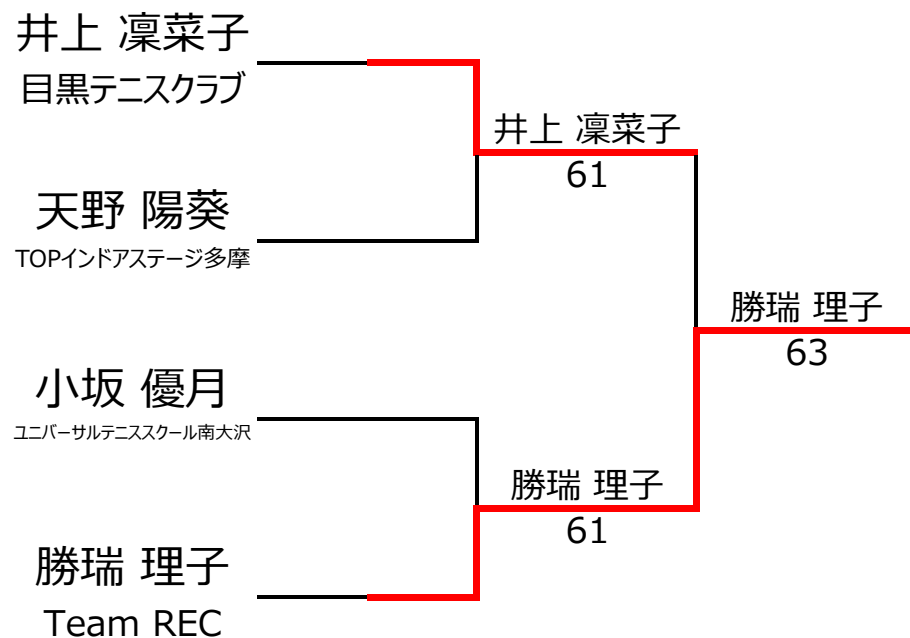 井上 凜菜子
目黒テニスクラブ
井上 凜菜子
61
天野 陽葵
TOPインドアステージ多摩
勝瑞 理子
63
小坂 優月
ユニバーサルテニススクール南大沢
勝瑞 理子
61
勝瑞 理子
Team REC